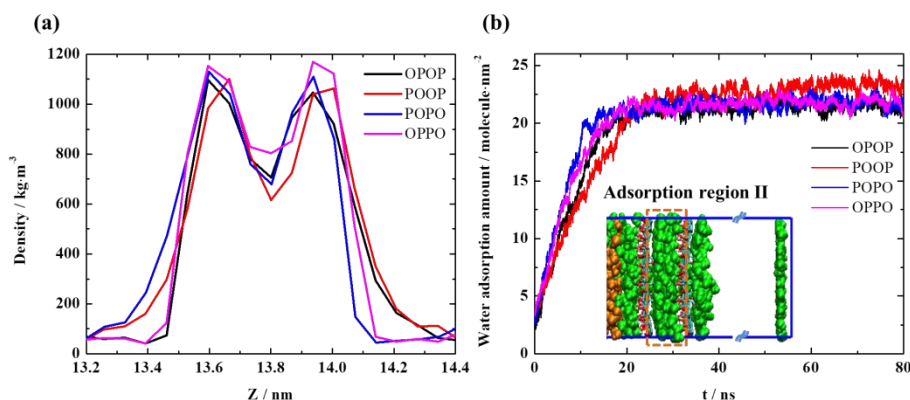 (a)
Density / kg·m⁻³
1200
1000
800
600
400
200
0
13.2 13.4 13.6 13.8 14.0 14.2 14.4
Z / nm
OPOP
POOP
POPO
OPPO
(b)
Water adsorption amount / molecule·nm⁻²
25
20
15
10
5
0
0 20 40 60 80
t / ns
OPOP
POOP
POPO
OPPO
Adsorption region II